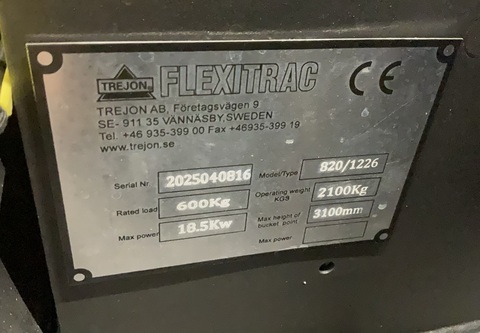 TREJON FLEXITRAC CE
TREJON AB, Företagsvägen 9
SE- 911 35 VÄNNÄSBY, SWEDEN
Tel. +46 935-399 00 Fax +46935-399 19
www.trejon.se
Serial Nr. 2025040816 Model/Type 820/1226
Rated load 600Kg Operating weight KGS 2100Kg
Max power 18.5Kw Max height of bucket point 3100mm
Max power